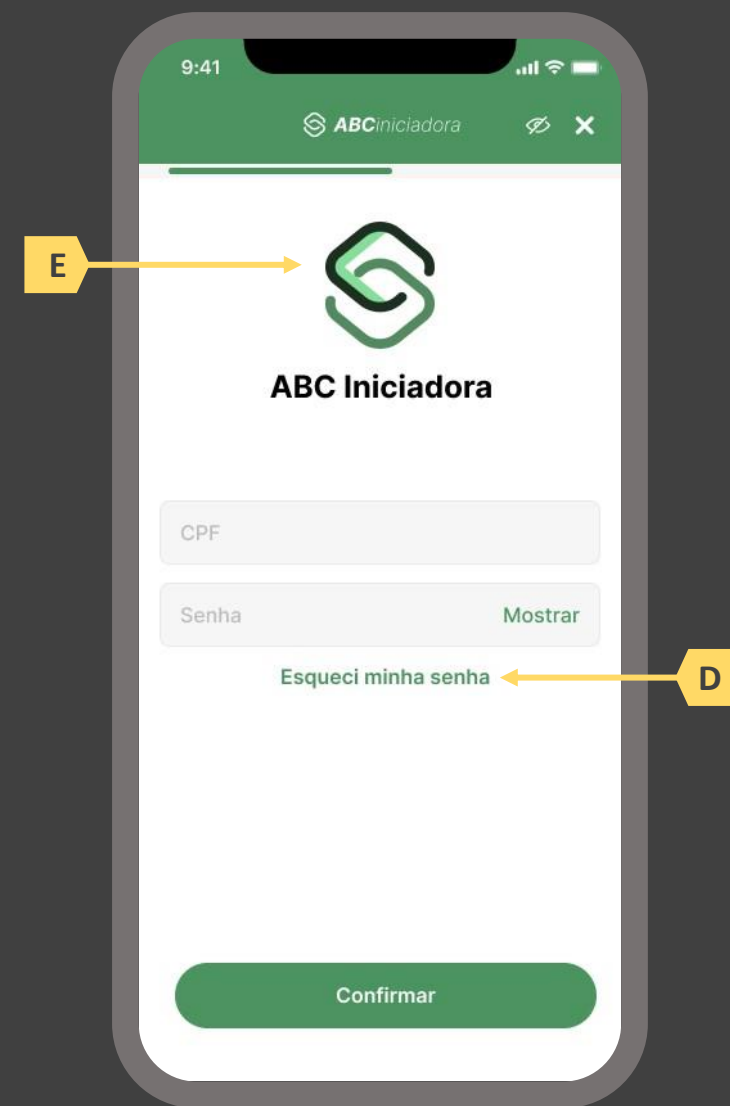 9:41
ABCiniciadora
E
ABC Iniciadora
CPF
Senha Mostrar
Esqueci minha senha
D
Confirmar